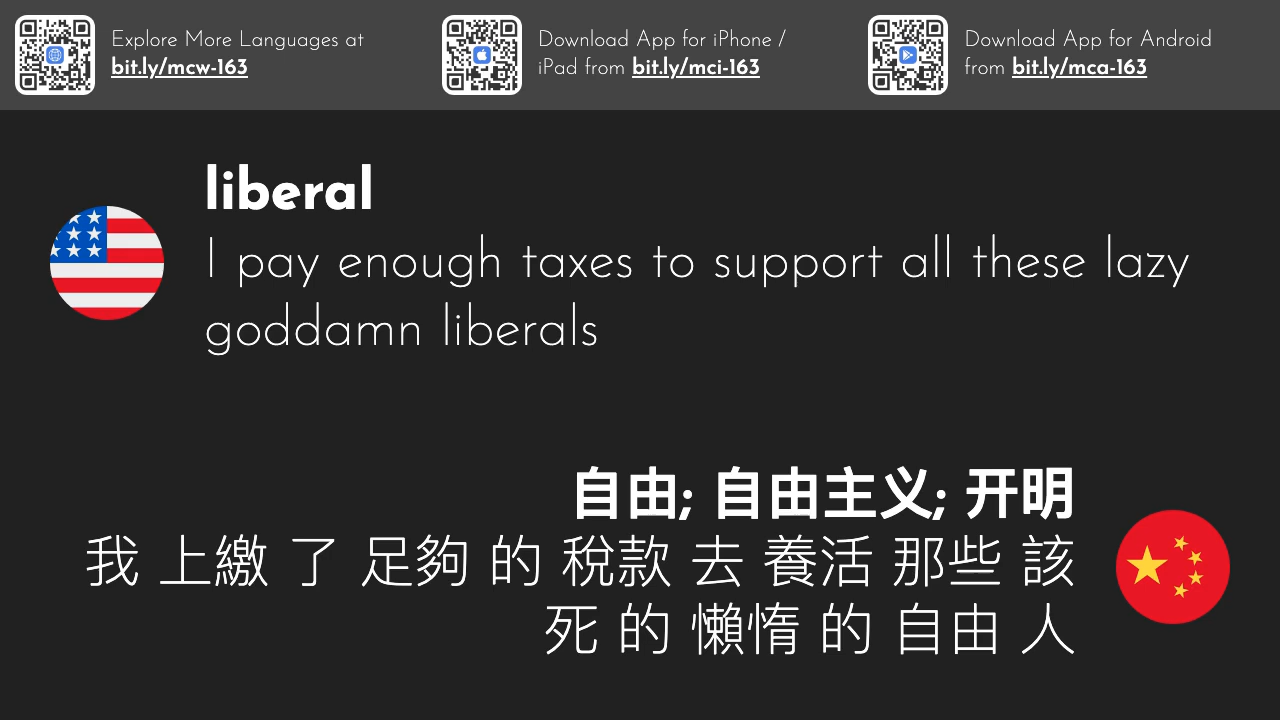 Explore More Languages at
bit.ly/mcw-163
Download App for iPhone /
iPad from bit.ly/mci-163
Download App for Android
from bit.ly/mca-163
liberal
I pay enough taxes to support all these lazy
goddamn liberals
自由; 自由主义; 开明
我 上繳 了 足夠 的 稅款 去 養活 那些 該
死 的 懶惰 的 自由 人